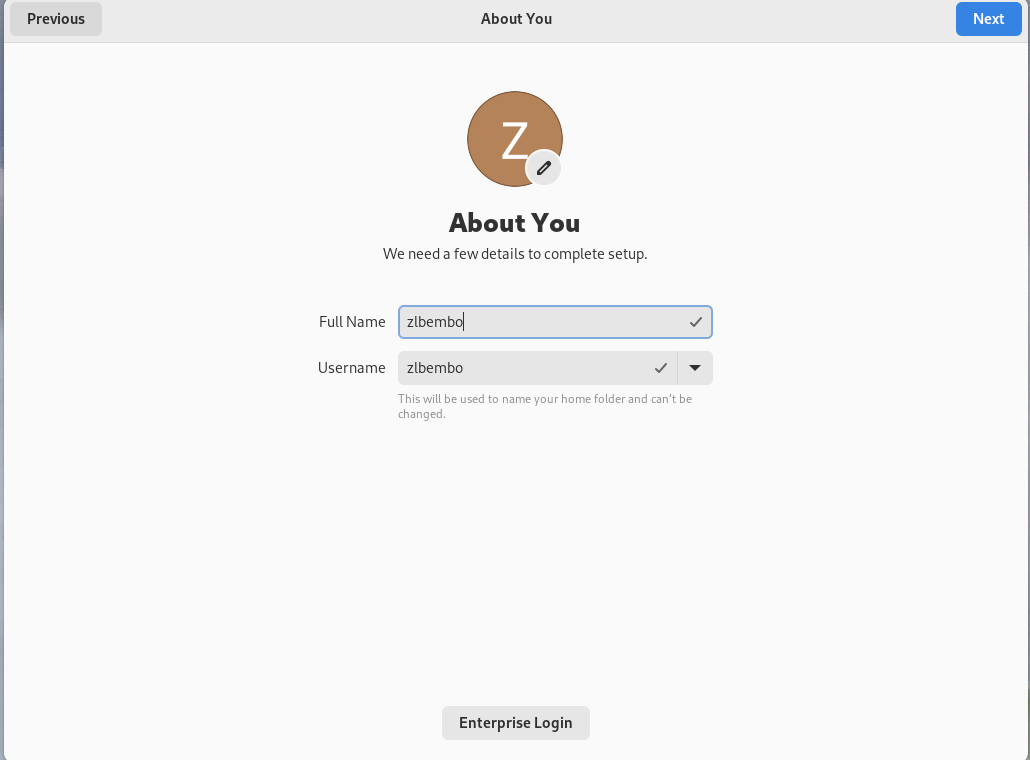 Previous
About You
Next
Z
About You
We need a few details to complete setup.
Full Name zlbembo
Username zlbembo
This will be used to name your home folder and can't be
changed.
Enterprise Login